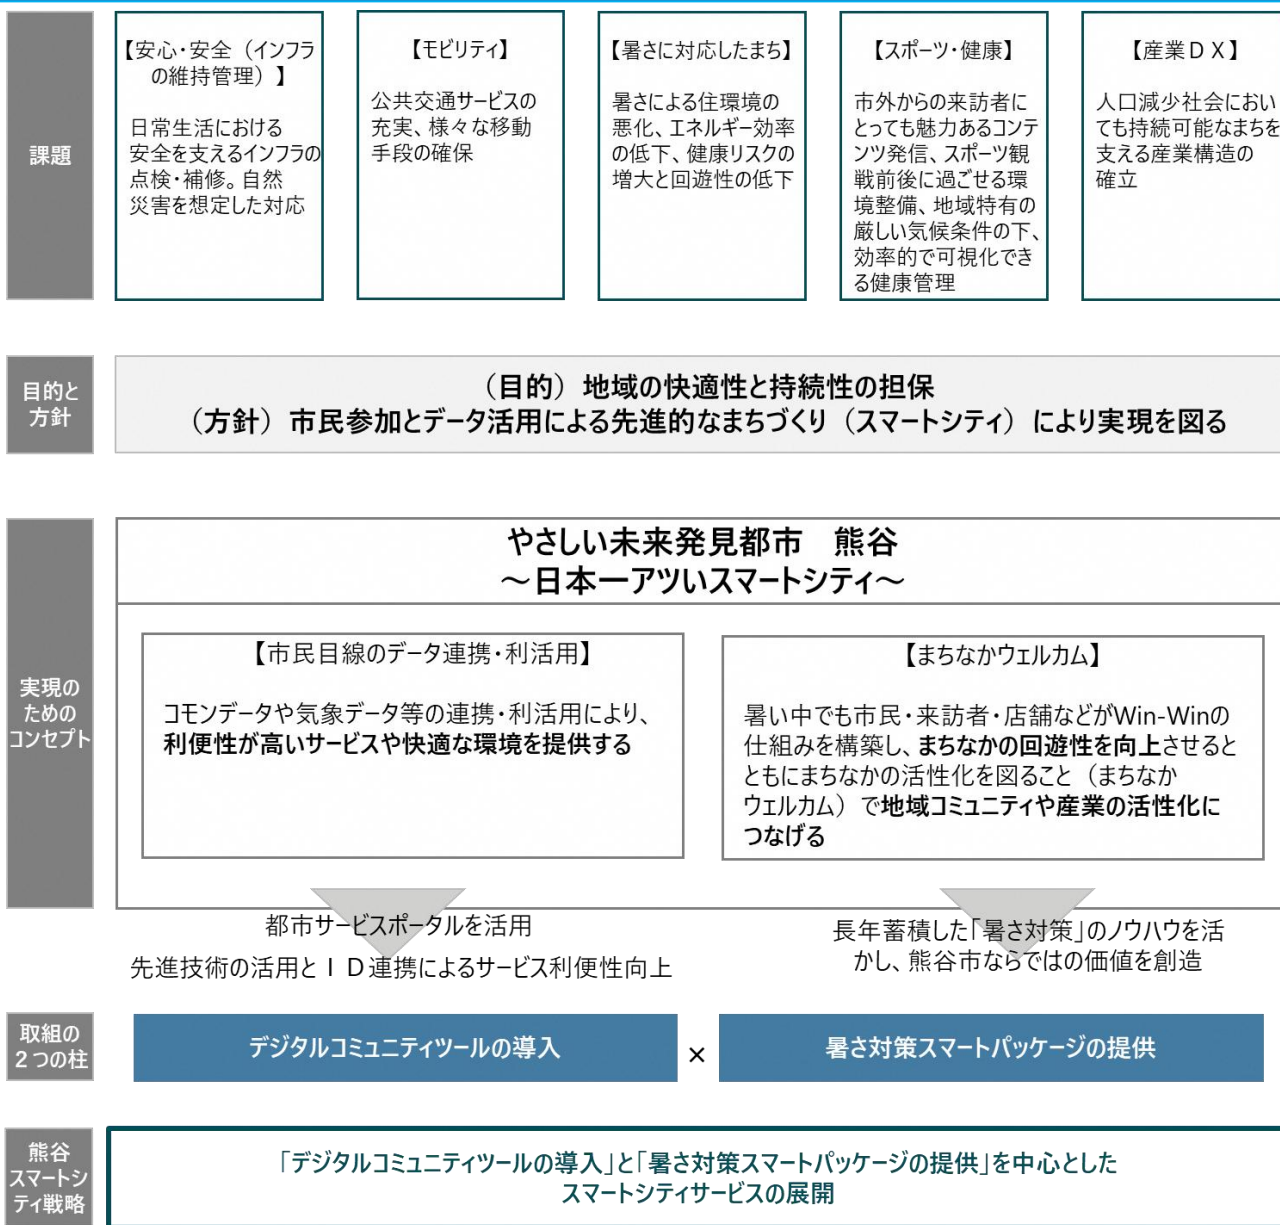 課題
【安心・安全（インフラ
の維持管理）】
日常生活における
安全を支えるインフラの
点検・補修。自然
災害を想定した対応
【モビリティ】
公共交通サービスの
充実、様々な移動
手段の確保
【暑さに対応したまち】
暑さによる住環境の
悪化、エネルギー効率
の低下、健康リスクの
増大と回遊性の低下
【スポーツ・健康】
市外からの来訪者に
とっても魅力あるコンテ
ンツ発信、スポーツ観
戦前後に過ごせる環
境整備、地域特有の
厳しい気候条件の下、
効率的で可視化でき
る健康管理
【産業ＤＸ】
人口減少社会におい
ても持続可能なまちを
支える産業構造の
確立
目的と
方針
（目的）地域の快適性と持続性の担保
（方針）市民参加とデータ活用による先進的なまちづくり（スマートシティ）により実現を図る
実現の
ための
コンセプト
やさしい未来発見都市　熊谷
～日本一アツいスマートシティ～
【市民目線のデータ連携・利活用】
コモンデータや気象データ等の連携・利活用により、
利便性が高いサービスや快適な環境を提供する
【まちなかウェルカム】
暑い中でも市民・来訪者・店舗などがWin-Winの
仕組みを構築し、まちなかの回遊性を向上させると
ともにまちなかの活性化を図ること（まちなか
ウェルカム）で地域コミュニティや産業の活性化に
つなげる
都市サービスポータルを活用
先進技術の活用とＩＤ連携によるサービス利便性向上
長年蓄積した「暑さ対策」のノウハウを活
かし、熊谷市ならではの価値を創造
取組の
２つの柱
デジタルコミュニティツールの導入
×
暑さ対策スマートパッケージの提供
熊谷
スマートシ
ティ戦略
「デジタルコミュニティツールの導入」と「暑さ対策スマートパッケージの提供」を中心とした
スマートシティサービスの展開